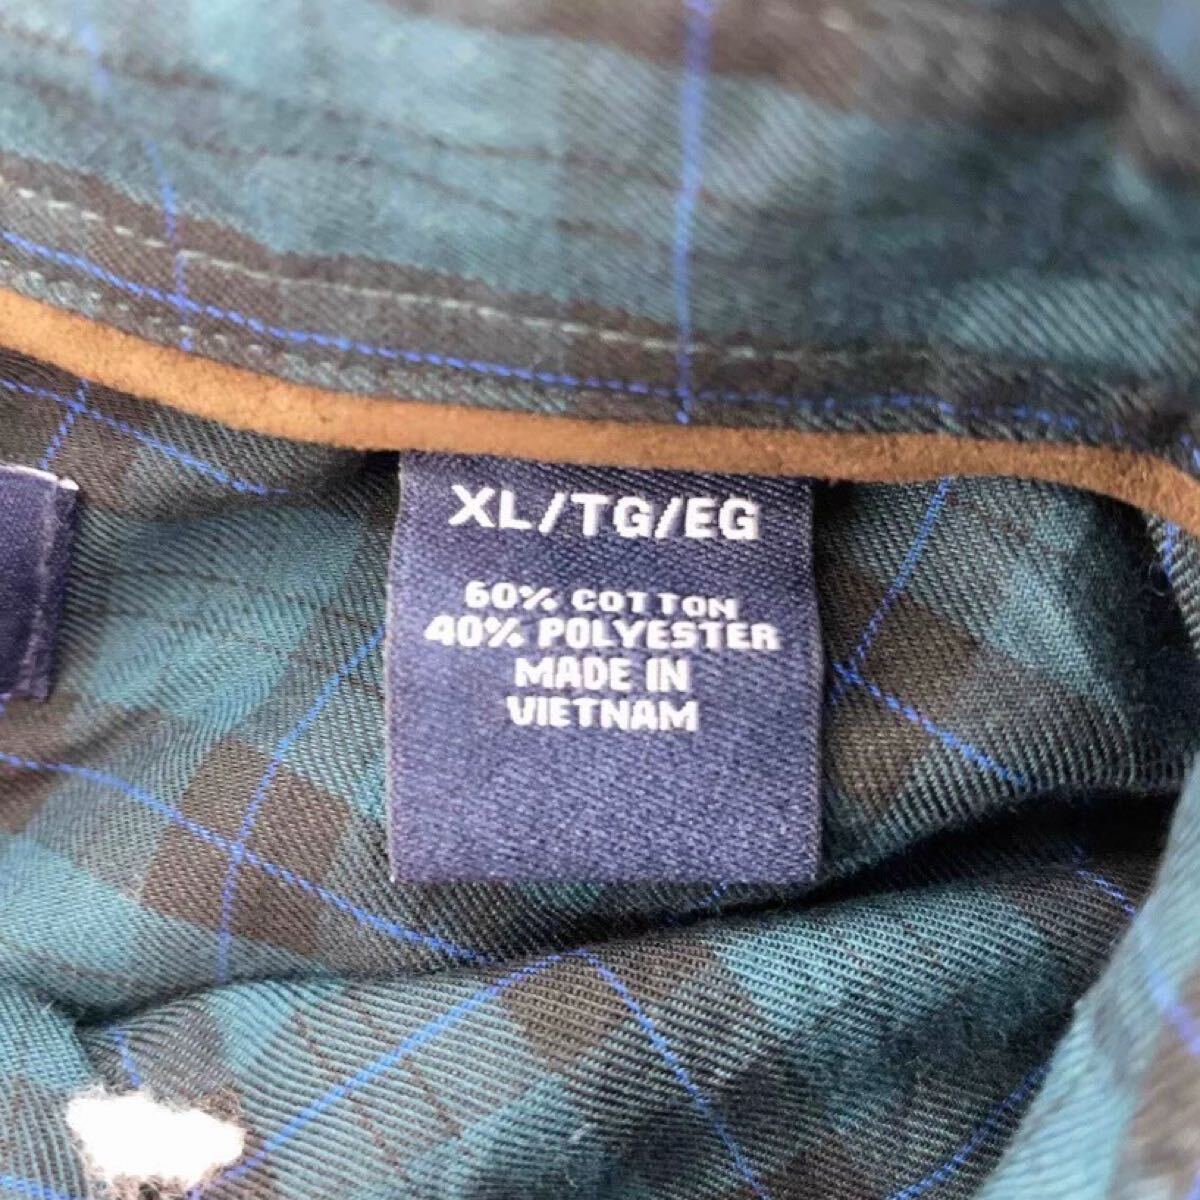 XL/TG/EG
60% COTTON
40% POLYESTER
MADE IN
VIETNAM